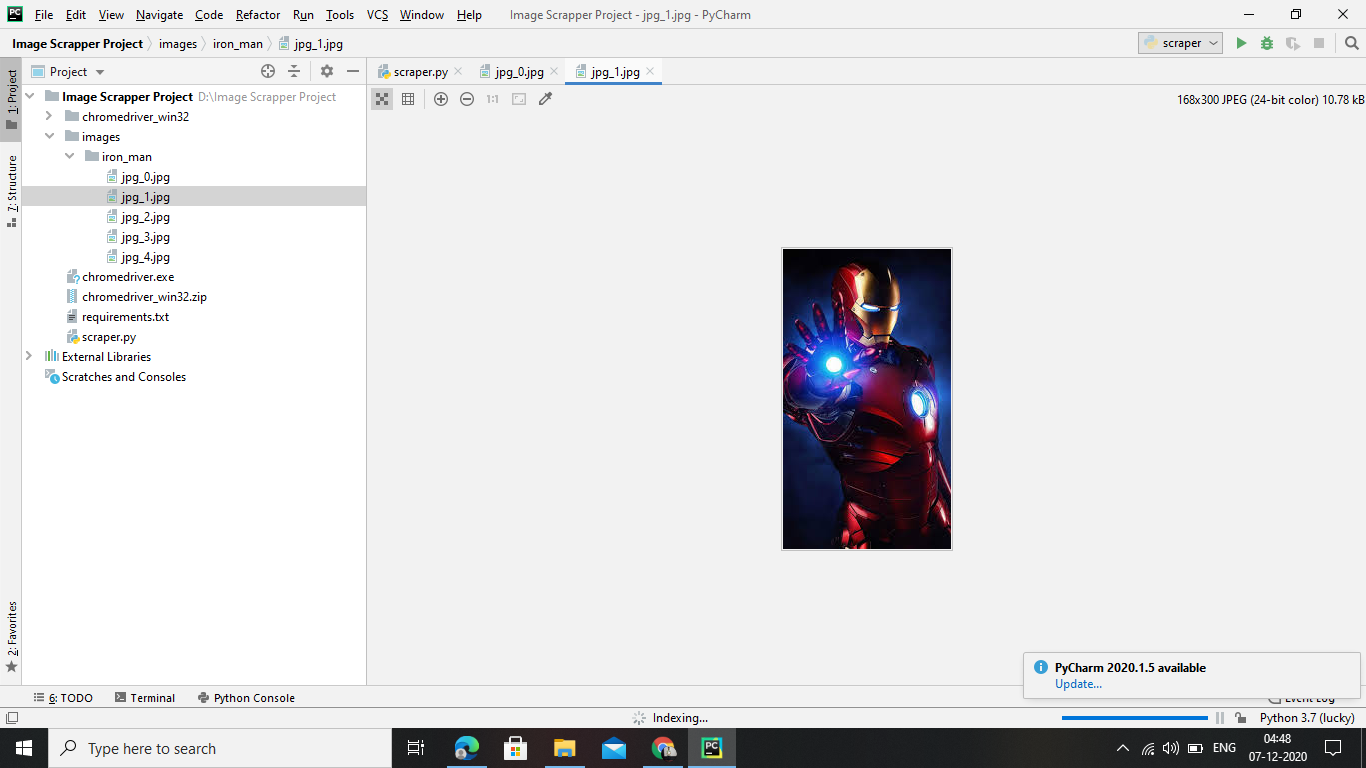 PC File Edit View Navigate Code Refactor Run Tools VCS Window Help Image Scrapper Project - jpg_1.jpg - PyCharm
Image Scrapper Project images iron_man jpg_1.jpg scraper
1: Project
7: Structure
2: Favorites
Project
Image Scrapper Project D:\Image Scrapper Project
chromedriver_win32
images
iron_man
jpg_0.jpg
jpg_1.jpg
jpg_2.jpg
jpg_3.jpg
jpg_4.jpg
chromedriver.exe
chromedriver_win32.zip
requirements.txt
scraper.py
External Libraries
Scratches and Consoles
scraper.py jpg_0.jpg jpg_1.jpg
1:1 168x300 JPEG (24-bit color) 10.78 kB
PyCharm 2020.1.5 available
Update...
6: TODO Terminal Python Console Event Log
Indexing... Python 3.7 (lucky)
Type here to search PC ENG 04:48
07-12-2020